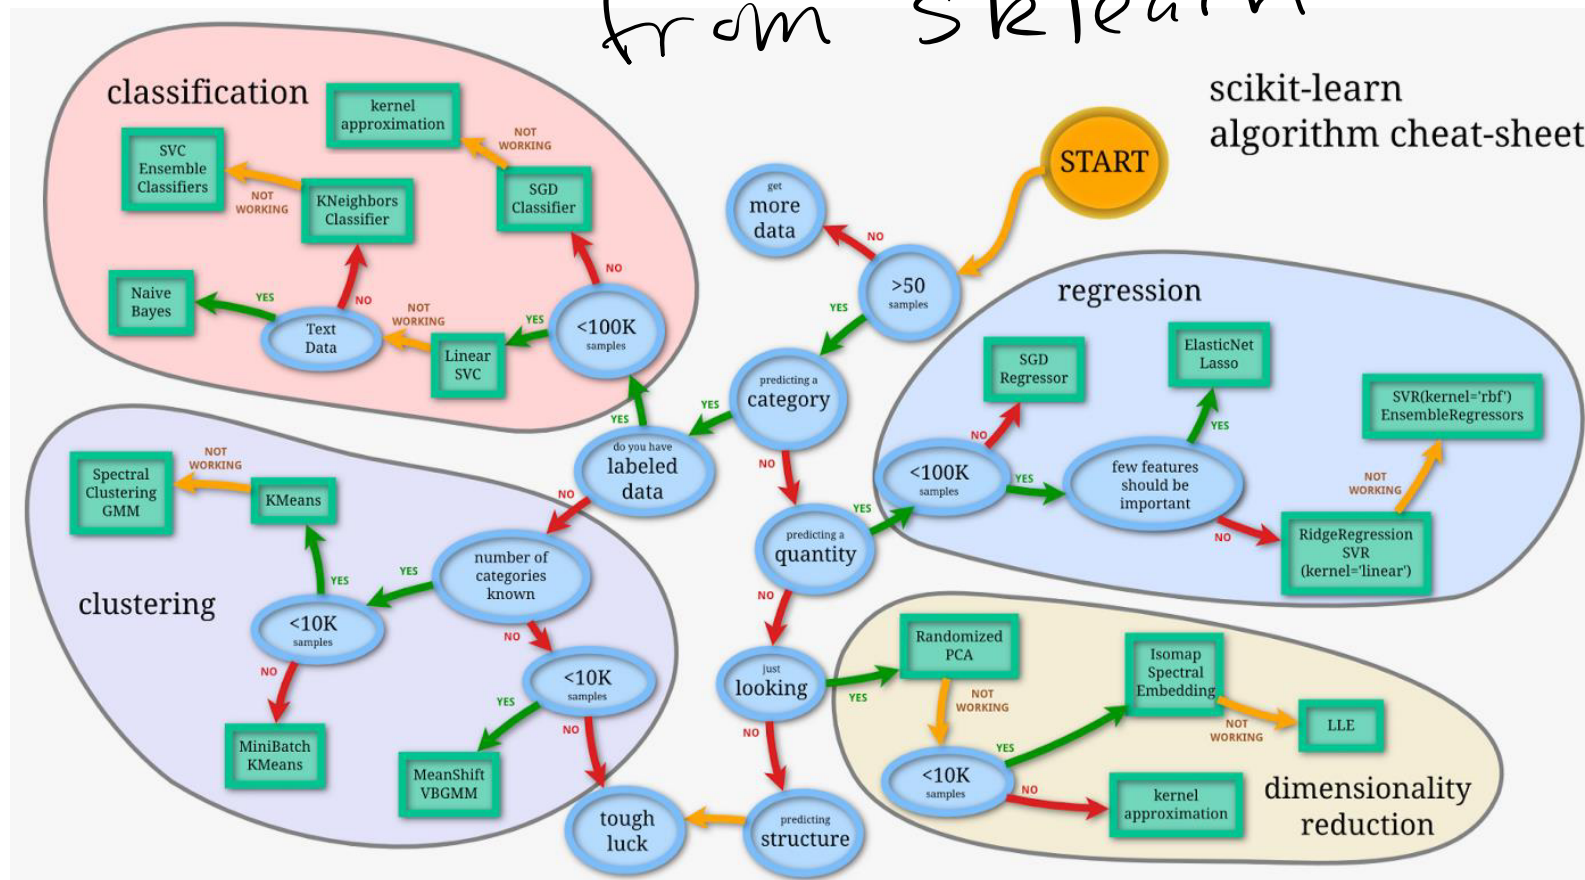 from sklearn
scikit-learn
algorithm cheat-sheet
START
>50
samples
NO
get
more
data
YES
predicting a
category
YES
do you have
labeled
data
YES
NO
NO
predicting a
quantity
YES
NO
just
looking
YES
NO
predicting
structure
tough
luck
classification
<100K
samples
NO
SGD
Classifier
NOT
WORKING
kernel
approximation
YES
Linear
SVC
NOT
WORKING
Text
Data
YES
Naive
Bayes
NO
KNeighbors
Classifier
NOT
WORKING
SVC
Ensemble
Classifiers
clustering
number of
categories
known
YES
<10K
samples
YES
KMeans
NOT
WORKING
Spectral
Clustering
GMM
NO
MiniBatch
KMeans
NO
<10K
samples
YES
MeanShift
VBGMM
NO
regression
<100K
samples
NO
SGD
Regressor
YES
few features
should be
important
YES
ElasticNet
Lasso
NO
RidgeRegression
SVR
(kernel='linear')
NOT
WORKING
SVR(kernel='rbf')
EnsembleRegressors
dimensionality
reduction
Randomized
PCA
NOT
WORKING
<10K
samples
YES
Isomap
Spectral
Embedding
NOT
WORKING
LLE
NO
kernel
approximation